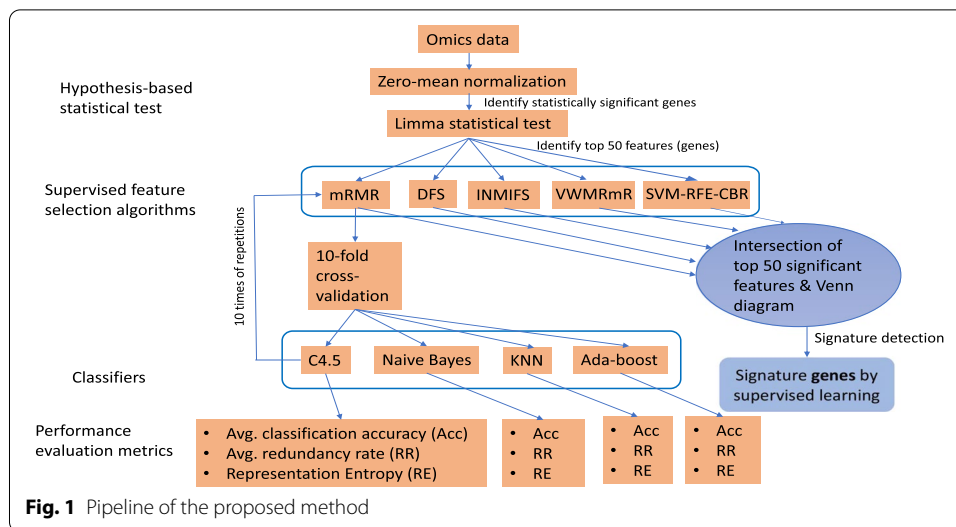 Omics data
Zero-mean normalization
Hypothesis-based
statistical test
Identify statistically significant genes
Limma statistical test
Identify top 50 features (genes)
Supervised feature
selection algorithms
mRMR
DFS
INMIFS
VWMRmR
SVM-RFE-CBR
10 times of repetitions
10-fold
cross-
validation
Intersection of
top 50 significant
features & Venn
diagram
Signature detection
Classifiers
C4.5
Naive Bayes
KNN
Ada-boost
Signature genes by
supervised learning
Performance
evaluation metrics
• Avg. classification accuracy (Acc)
• Avg. redundancy rate (RR)
• Representation Entropy (RE)
• Acc
• RR
• RE
• Acc
• RR
• RE
• Acc
• RR
• RE
Fig. 1 Pipeline of the proposed method